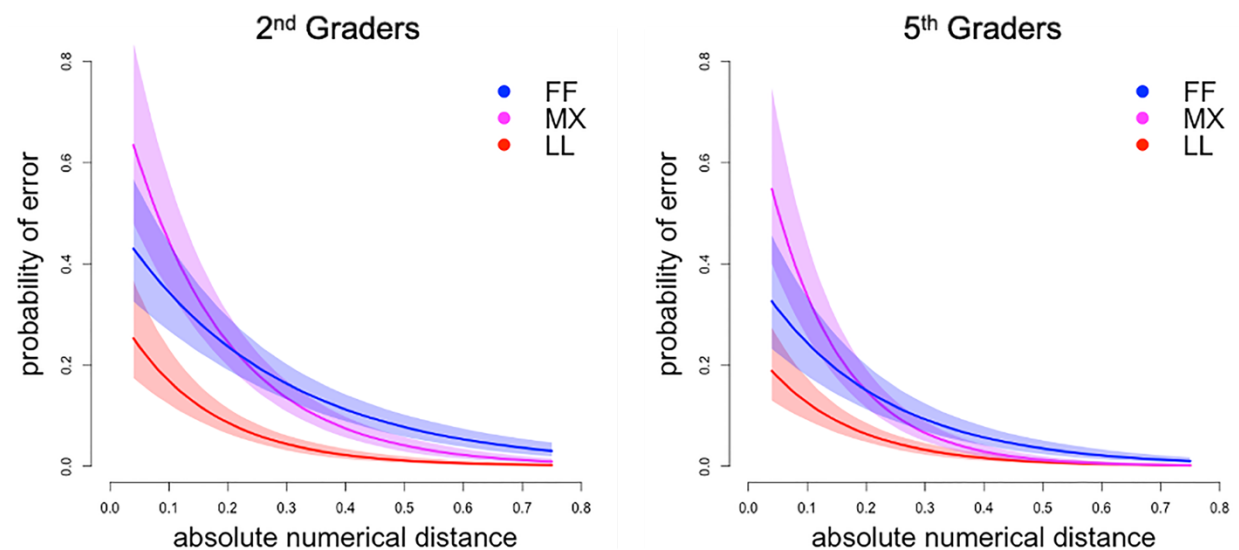 2nd Graders
probability of error
0.8
0.6
0.4
0.2
0.0
FF
MX
LL
0.0 0.1 0.2 0.3 0.4 0.5 0.6 0.7 0.8
absolute numerical distance
5th Graders
probability of error
0.8
0.6
0.4
0.2
0.0
FF
MX
LL
0.0 0.1 0.2 0.3 0.4 0.5 0.6 0.7 0.8
absolute numerical distance